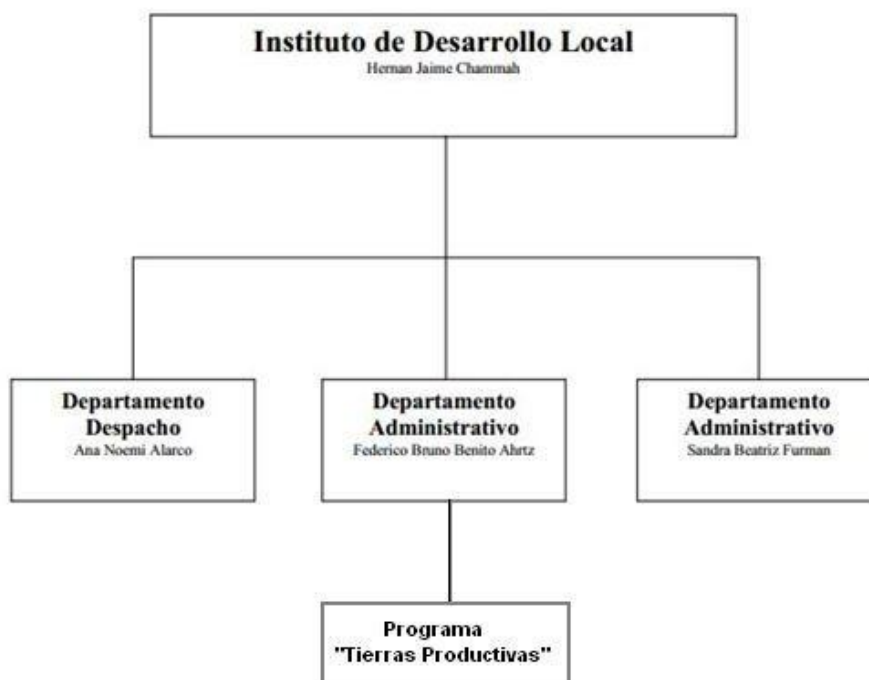 Instituto de Desarrollo Local
Hernan Jaime Chammah
Departamento
Despacho
Ana Noemi Alarco
Departamento
Administrativo
Federico Bruno Benito Ahrtz
Departamento
Administrativo
Sandra Beatriz Furman
Programa
"Tierras Productivas"